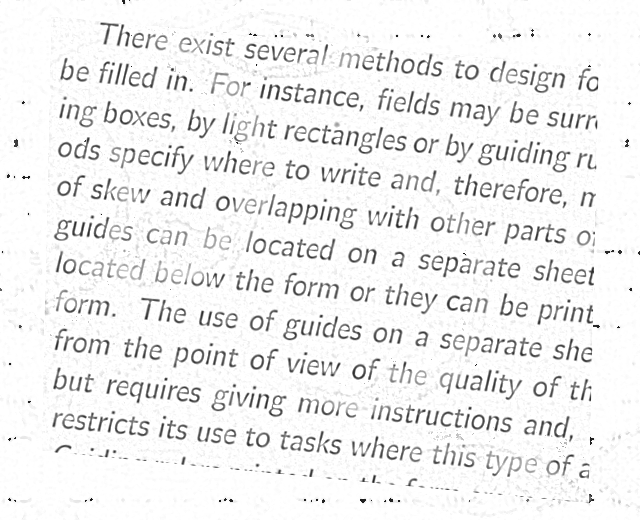 There exist several methods to design fo
be filled in. For instance, fields may be surr
ing boxes, by light rectangles or by guiding ru
ods specify where to write and, therefore, m
of skew and overlapping with other parts of
guides can be located on a separate sheet
located below the form or they can be print
form. The use of guides on a separate she
from the point of view of the quality of th
but requires giving more instructions and,
restricts its use to tasks where this type of a